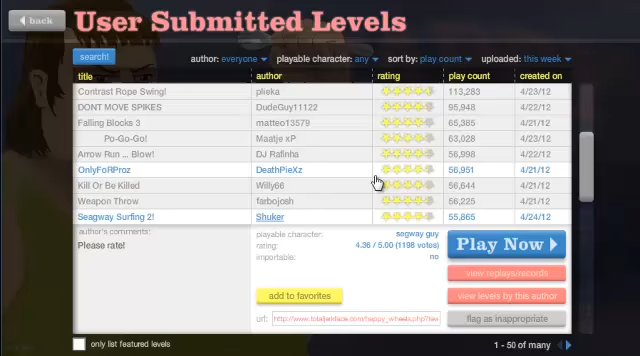 back
User Submitted Levels
search!
author: everyone playable character: any sort by: play count uploaded: this week
title author rating play count created on
Contrast Rope Swing! plieka 113,283 4/23/12
DONT MOVE SPIKES DudeGuy11122 95,948 4/22/12
Falling Blocks 3 matteo13579 65,385 4/21/12
Po-Go-Go! Maatje xP 63,028 4/23/12
Arrow Run ... Blow! DJ Rafinha 56,998 4/22/12
OnlyFoRProz DeathPieXz 56,951 4/21/12
Kill Or Be Killed Willy66 56,644 4/21/12
Weapon Throw farbojosh 56,225 4/21/12
Seagway Surfing 2! Shuker 55,865 4/24/12
author's comments:
Please rate!
playable character: segway guy
rating: 4.36 / 5.00 (1198 votes)
importable: no
Play Now
view replays/records
add to favorites
view levels by this author
url: http://www.totaljerkface.com/happy_wheels.php?lev
flag as inappropriate
only list featured levels
1 - 50 of many